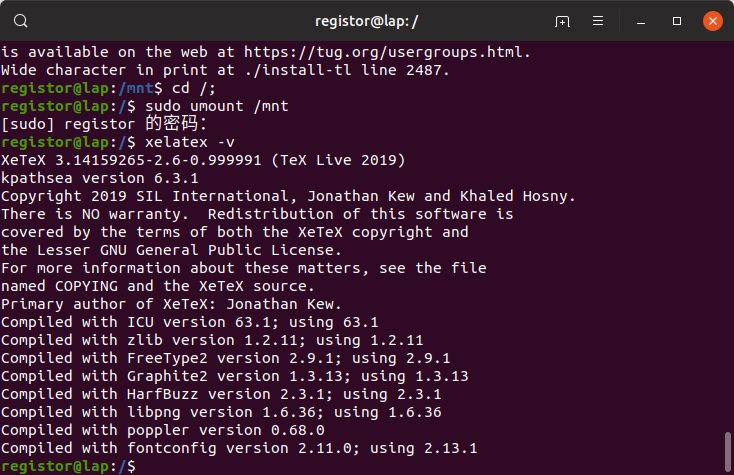 registor@lap: /
is available on the web at https://tug.org/usergroups.html.
Wide character in print at ./install-tl line 2487.
registor@lap:/mnt$ cd /;
registor@lap:/$ sudo umount /mnt
[sudo] registor 的密码：
registor@lap:/$ xelatex -v
XeTeX 3.14159265-2.6-0.999991 (TeX Live 2019)
kpathsea version 6.3.1
Copyright 2019 SIL International, Jonathan Kew and Khaled Hosny.
There is NO warranty.  Redistribution of this software is
covered by the terms of both the XeTeX copyright and
the Lesser GNU General Public License.
For more information about these matters, see the file
named COPYING and the XeTeX source.
Primary author of XeTeX: Jonathan Kew.
Compiled with ICU version 63.1; using 63.1
Compiled with zlib version 1.2.11; using 1.2.11
Compiled with FreeType2 version 2.9.1; using 2.9.1
Compiled with Graphite2 version 1.3.13; using 1.3.13
Compiled with HarfBuzz version 2.3.1; using 2.3.1
Compiled with libpng version 1.6.36; using 1.6.36
Compiled with poppler version 0.68.0
Compiled with fontconfig version 2.11.0; using 2.13.1
registor@lap:/$